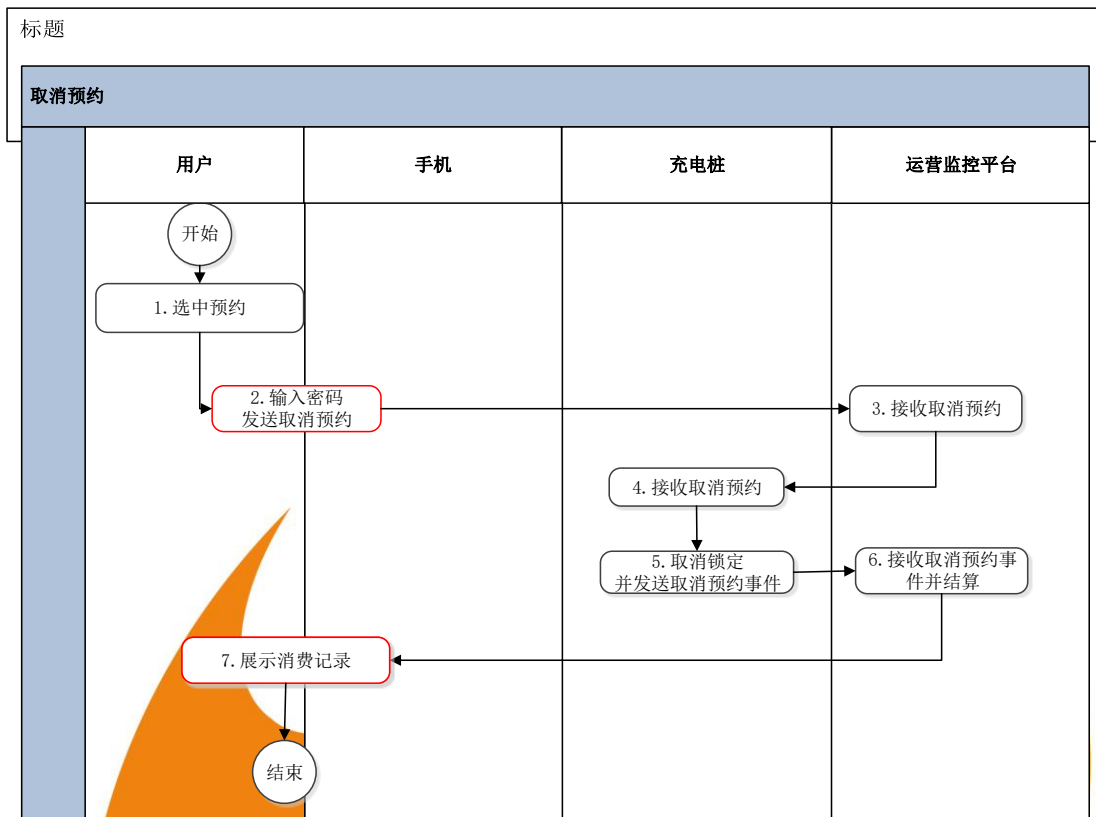 标题
取消预约
用户
手机
充电桩
运营监控平台
开始
1.选中预约
2.输入密码
发送取消预约
3.接收取消预约
4.接收取消预约
5.取消锁定
并发送取消预约事件
6.接收取消预约事
件并结算
7.展示消费记录
结束